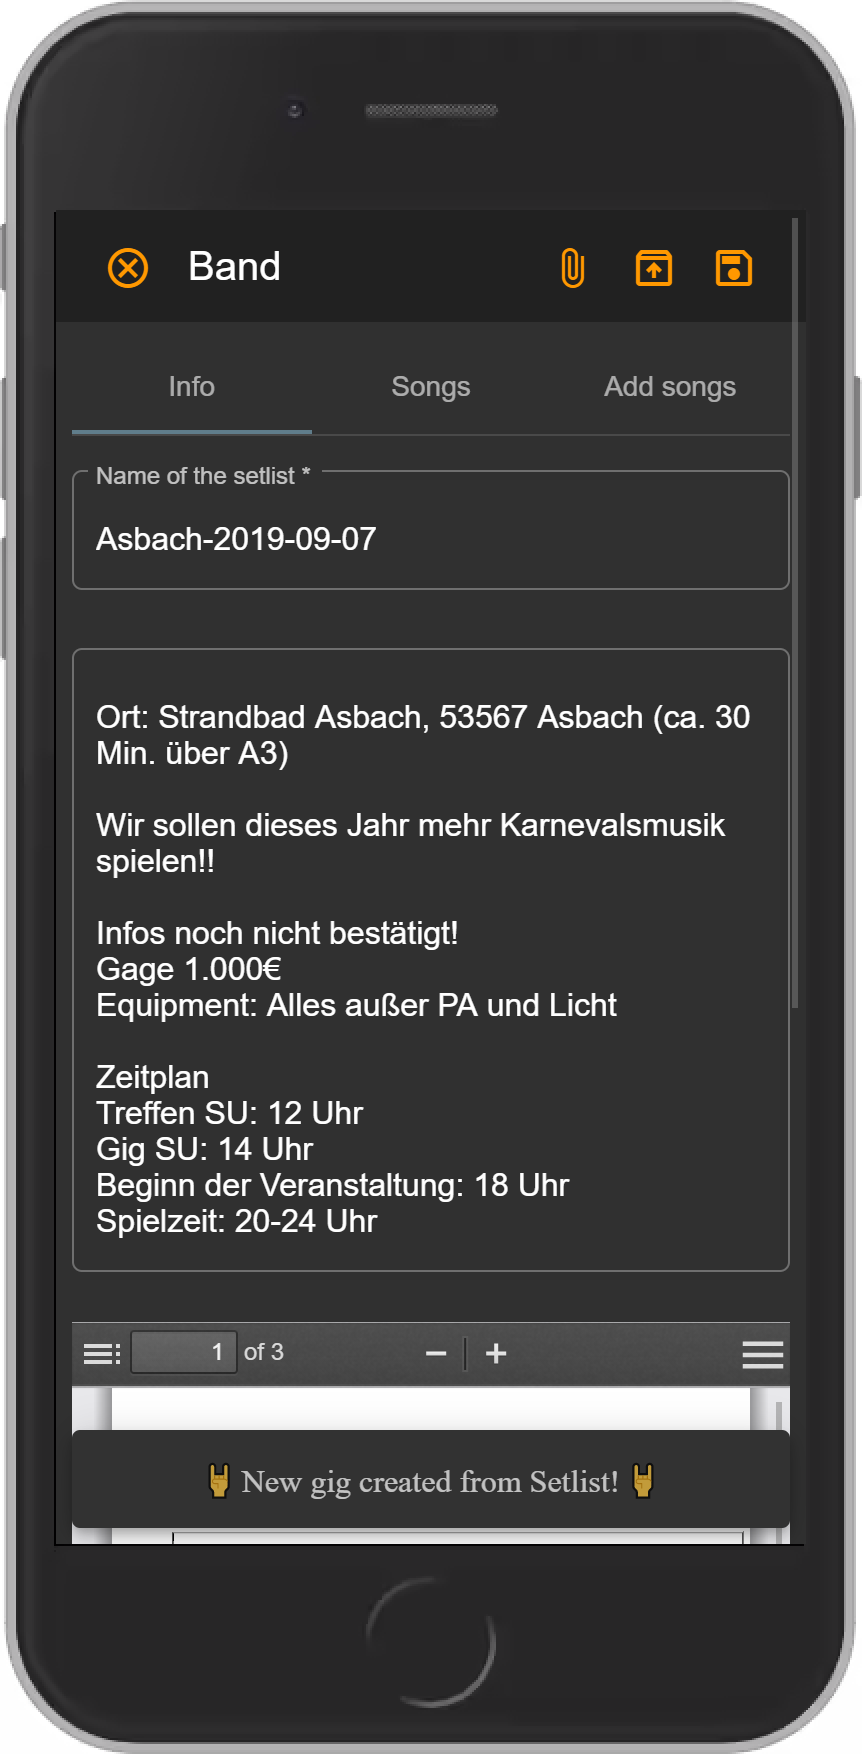 Band
Info Songs Add songs
Name of the setlist *
Asbach-2019-09-07
Ort: Strandbad Asbach, 53567 Asbach (ca. 30
Min. über A3)
Wir sollen dieses Jahr mehr Karnevalsmusik
spielen!!
Infos noch nicht bestätigt!
Gage 1.000€
Equipment: Alles außer PA und Licht
Zeitplan
Treffen SU: 12 Uhr
Gig SU: 14 Uhr
Beginn der Veranstaltung: 18 Uhr
Spielzeit: 20-24 Uhr
1 of 3
🤘 New gig created from Setlist! 🤘